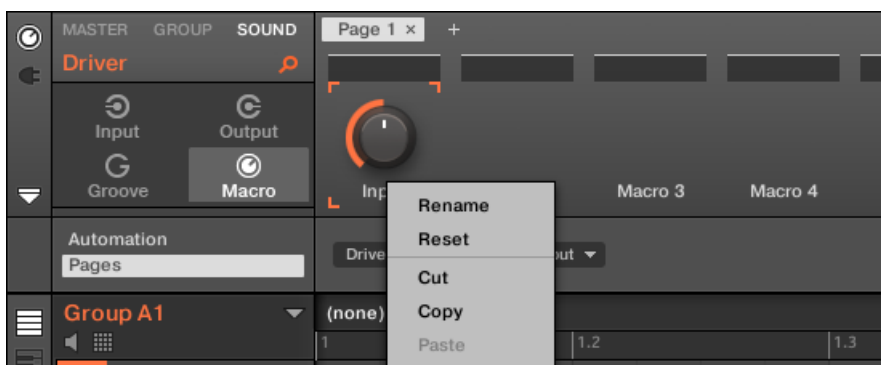 MASTER GROUP SOUND
Page 1 × +
Driver
Input Output
Groove Macro
Inp
Macro 3 Macro 4
Rename
Reset
Automation
Pages
Drive
out
Cut
Copy
Paste
Group A1
(none)
1 1.2 1.3